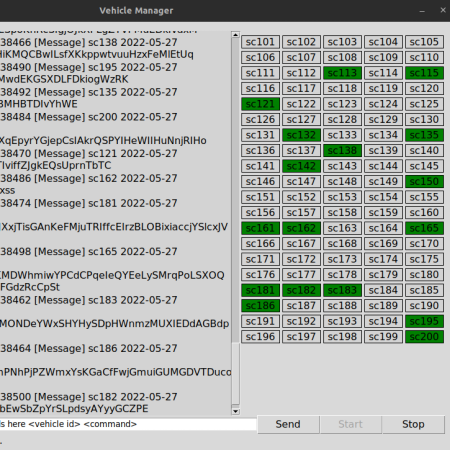 Vehicle Manager
38466 [Message] sc138 2022-05-27
38490 [Message] sc195 2022-05-27
MwdEKGSXDLFDkiogWzRK
38492 [Message] sc135 2022-05-27
BMHBTDIvYhWE
38484 [Message] sc200 2022-05-27
38470 [Message] sc121 2022-05-27
38486 [Message] sc162 2022-05-27
xss
38474 [Message] sc181 2022-05-27
38498 [Message] sc165 2022-05-27
FGdzRcCpSt
38462 [Message] sc183 2022-05-27
38464 [Message] sc186 2022-05-27
38500 [Message] sc182 2022-05-27
bEwSbZpYrSLpdsyAYyyGCZPE
s here <vehicle id> <command>
sc101 sc102 sc103 sc104 sc105
sc106 sc107 sc108 sc109 sc110
sc111 sc112 sc113 sc114 sc115
sc116 sc117 sc118 sc119 sc120
sc121 sc122 sc123 sc124 sc125
sc126 sc127 sc128 sc129 sc130
sc131 sc132 sc133 sc134 sc135
sc136 sc137 sc138 sc139 sc140
sc141 sc142 sc143 sc144 sc145
sc146 sc147 sc148 sc149 sc150
sc151 sc152 sc153 sc154 sc155
sc156 sc157 sc158 sc159 sc160
sc161 sc162 sc163 sc164 sc165
sc166 sc167 sc168 sc169 sc170
sc171 sc172 sc173 sc174 sc175
sc176 sc177 sc178 sc179 sc180
sc181 sc182 sc183 sc184 sc185
sc186 sc187 sc188 sc189 sc190
sc191 sc192 sc193 sc194 sc195
sc196 sc197 sc198 sc199 sc200
Send Start Stop